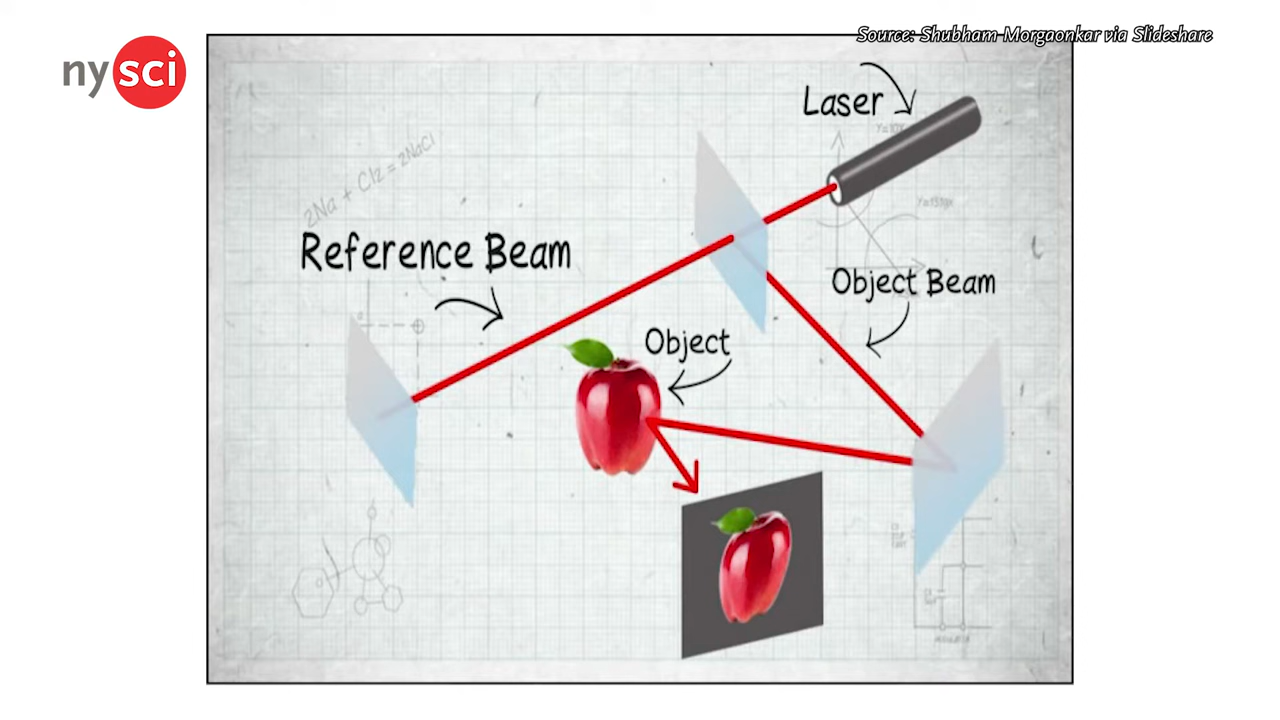 Source: Shubham Morgaonkar via Slideshare
nysci
Laser
2Na + Cl2 = 2NaCl
Reference Beam
Object Beam
Object